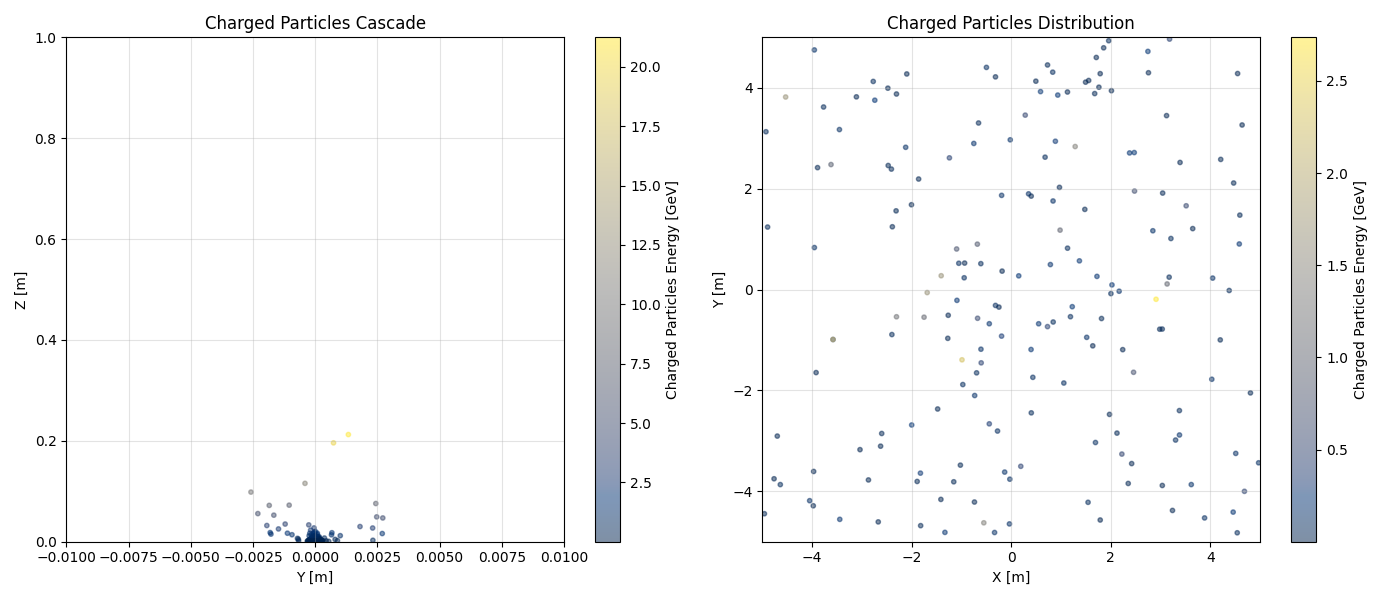 Charged Particles Cascade
1.0
0.8
0.6
0.4
0.2
0.0
Z [m]
−0.0100 −0.0075 −0.0050 −0.0025 0.0000 0.0025 0.0050 0.0075 0.0100
Y [m]
20.0
17.5
15.0
12.5
10.0
7.5
5.0
2.5
Charged Particles Energy [GeV]
Charged Particles Distribution
4
2
0
−2
−4
Y [m]
−4 −2 0 2 4
X [m]
2.5
2.0
1.5
1.0
0.5
Charged Particles Energy [GeV]